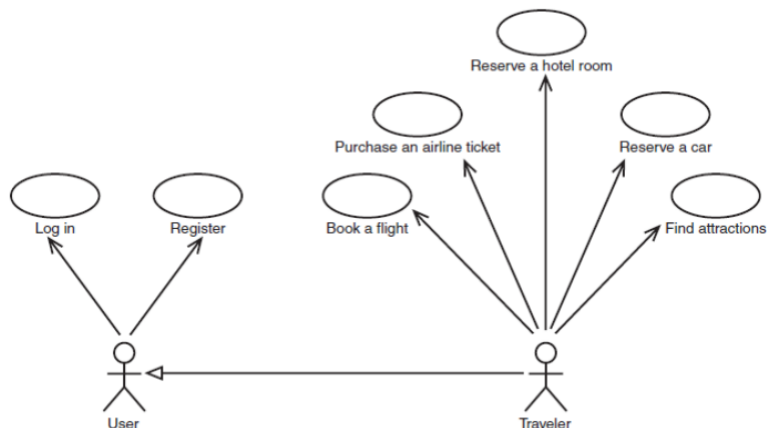 Reserve a hotel room
Purchase an airline ticket
Reserve a car
Log in
Register
Book a flight
Find attractions
User
Traveler